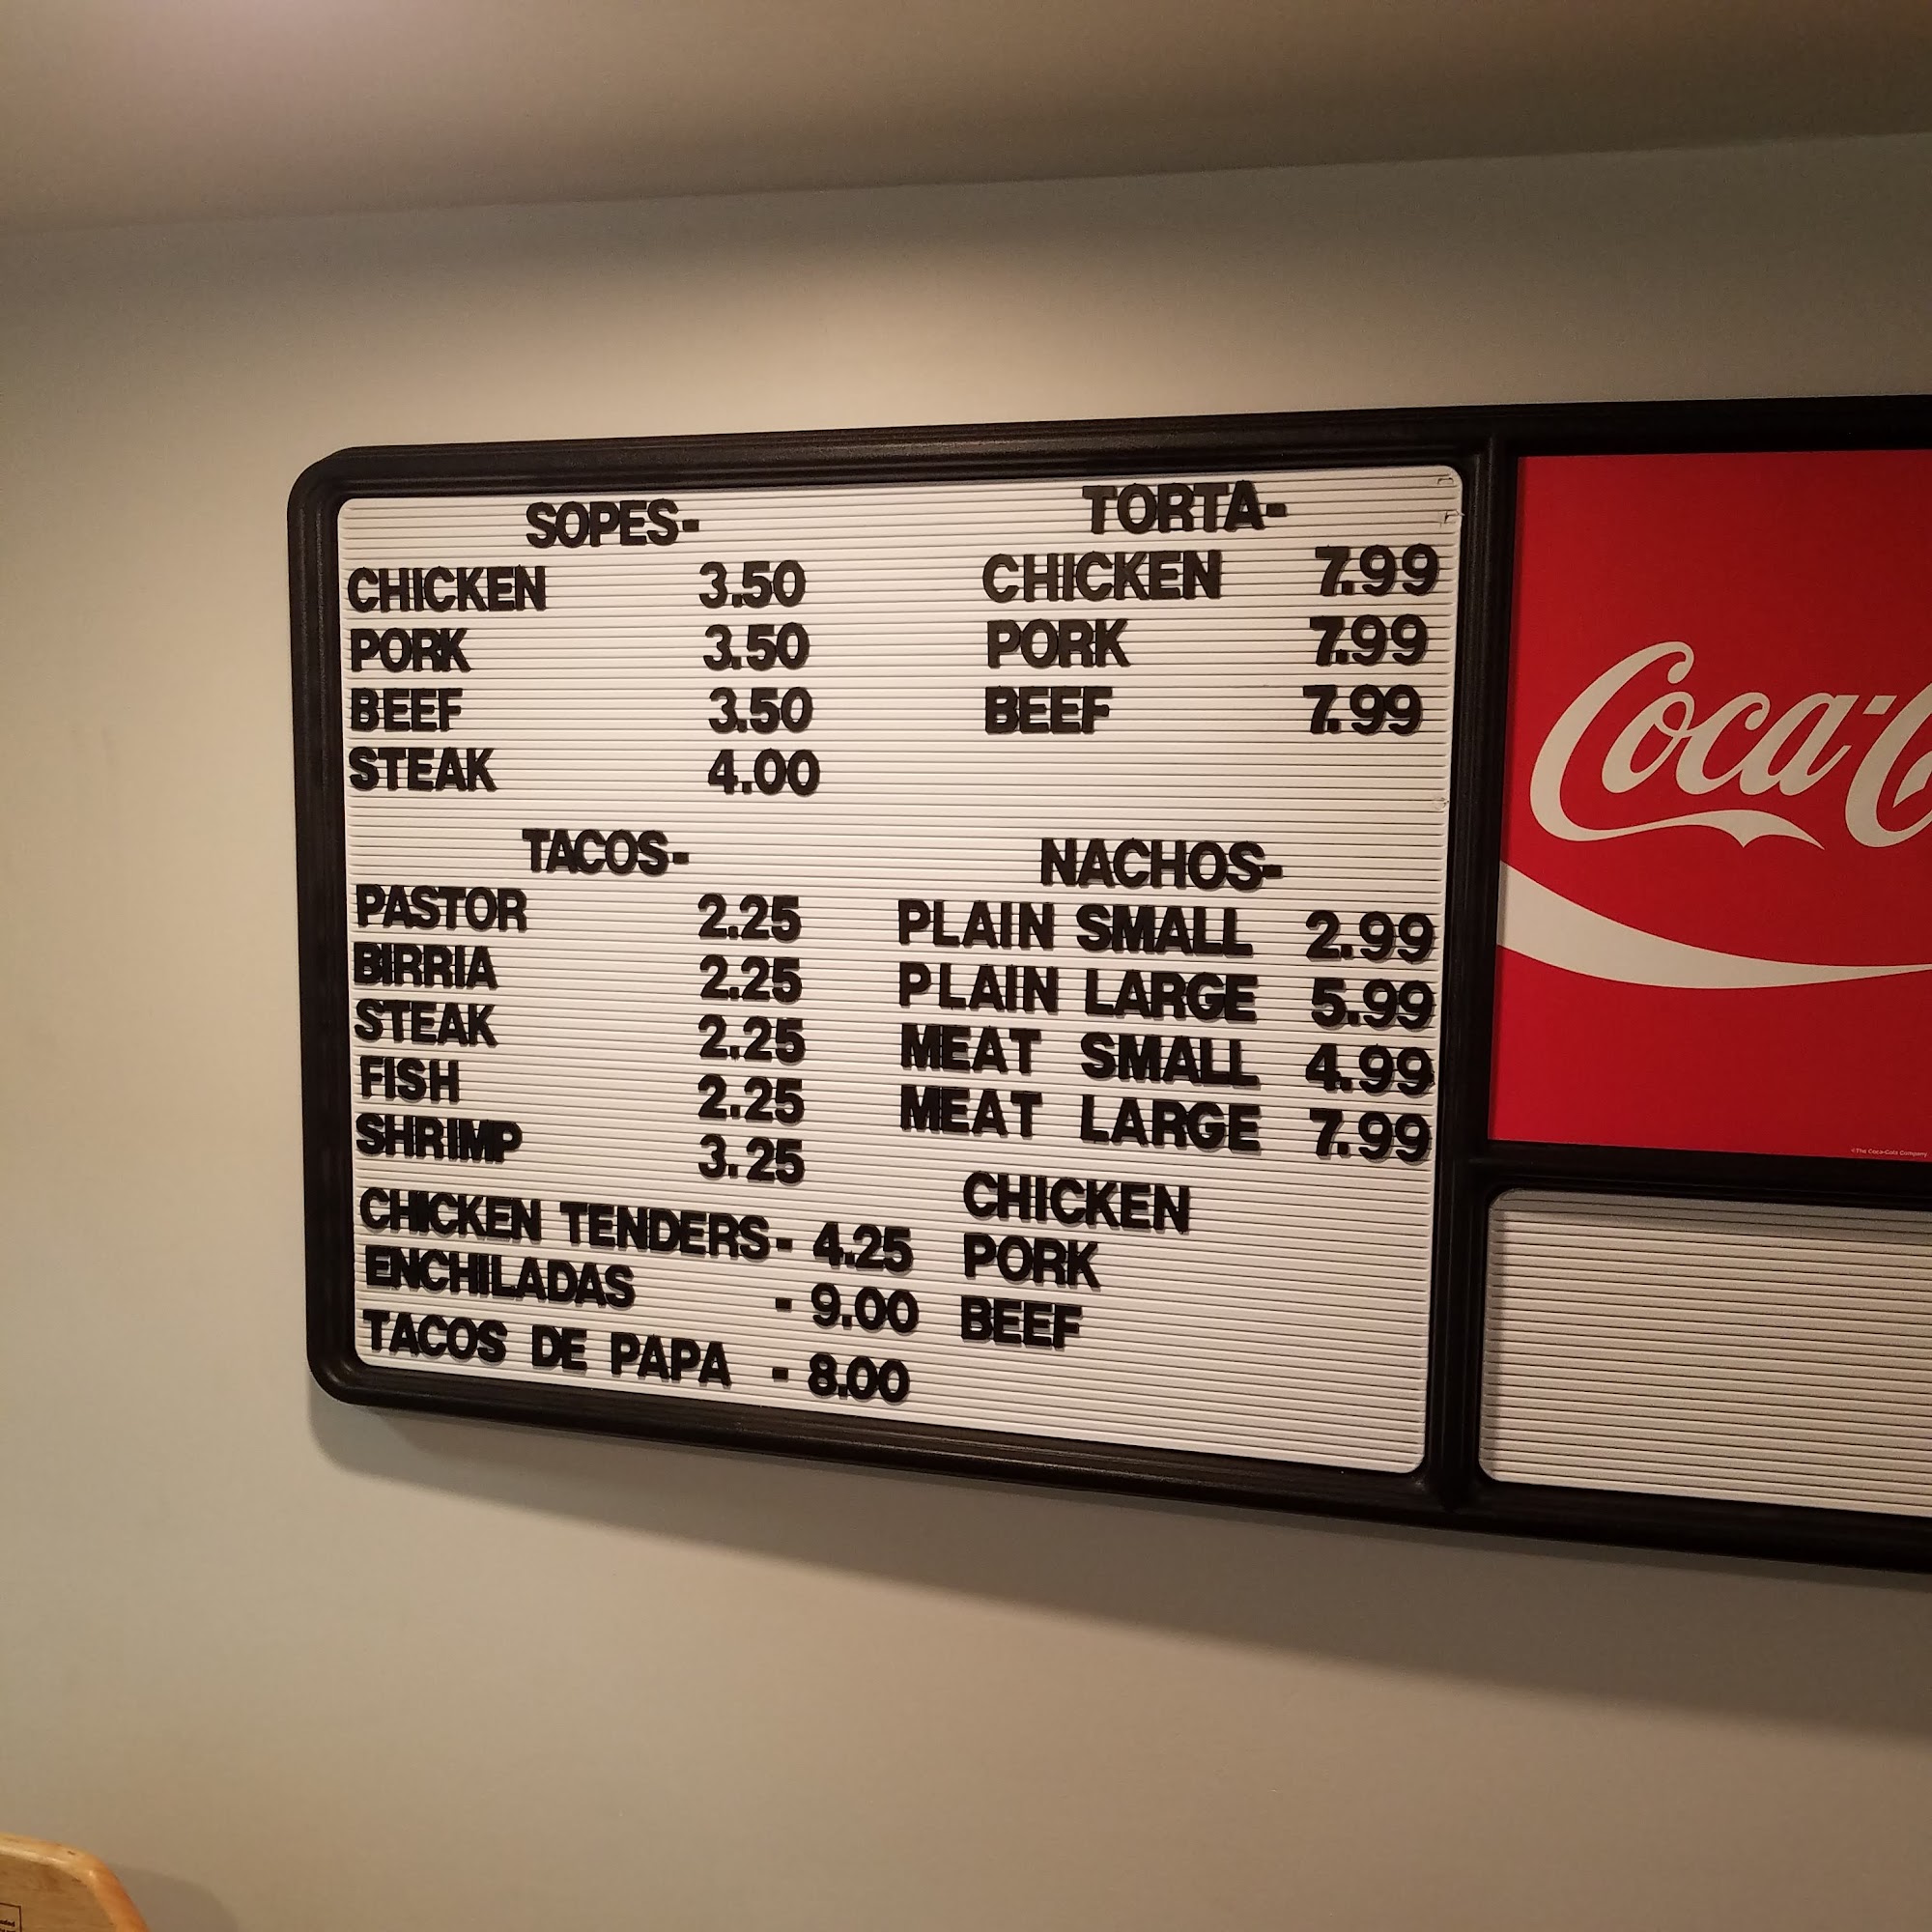 SOPES-
CHICKEN 3.50
PORK 3.50
BEEF 3.50
STEAK 4.00
TACOS-
PASTOR 2.25
BIRRIA 2.25
STEAK 2.25
FISH 2.25
SHRIMP 3.25
CHICKEN TENDERS- 4.25
ENCHILADAS - 9.00
TACOS DE PAPA - 8.00
TORTA-
CHICKEN 7.99
PORK 7.99
BEEF 7.99
NACHOS-
PLAIN SMALL 2.99
PLAIN LARGE 5.99
MEAT SMALL 4.99
MEAT LARGE 7.99
CHICKEN
PORK
BEEF
Coca-C
©The Coca-Cola Company